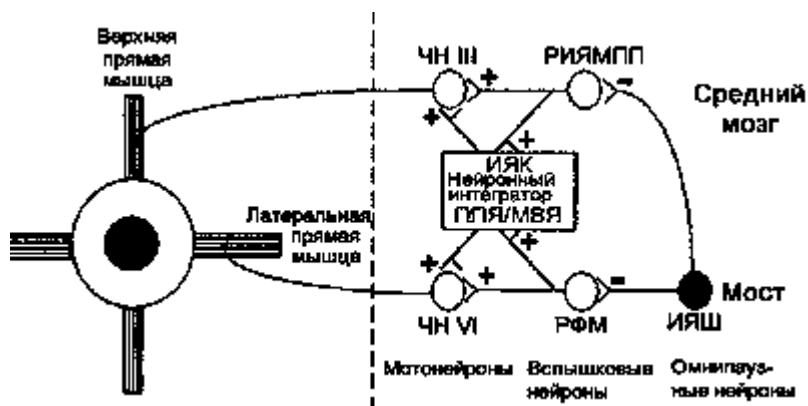 Верхняя
прямая
мышца
ЧН III
РИЯМПП
Средний
мозг
+
+
–
+
ИЯК
Нейронный
интегратор
ППЯ/МВЯ
Латеральная
прямая
мышца
+
+
+
–
Мост
ИЯШ
ЧН VI
РФМ
Мотонейроны
Вспышковые
нейроны
Омнипауз-
ные нейроны